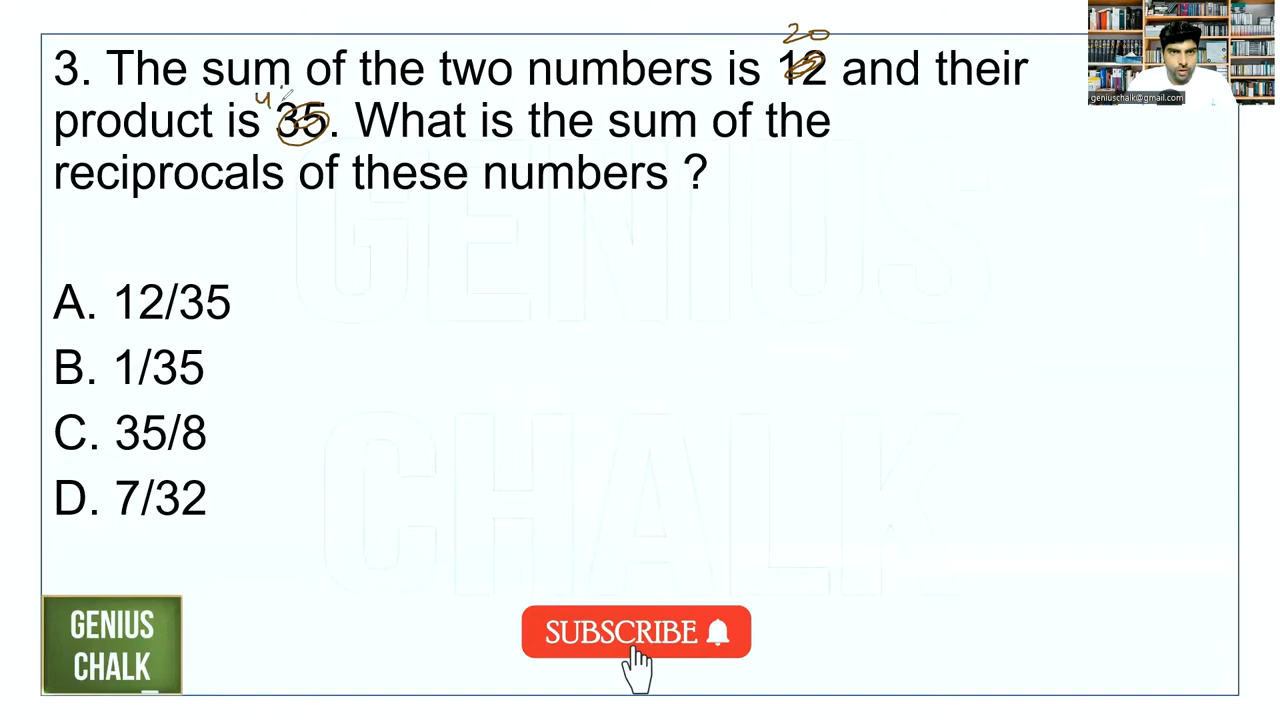 20
3. The sum of the two numbers is 12 and their
4
product is 35. What is the sum of the
reciprocals of these numbers ?
A. 12/35
B. 1/35
C. 35/8
D. 7/32
GENIUS
CHALK
GENIUS
CHALK
SUBSCRIBE
geniuschalk@gmail.com